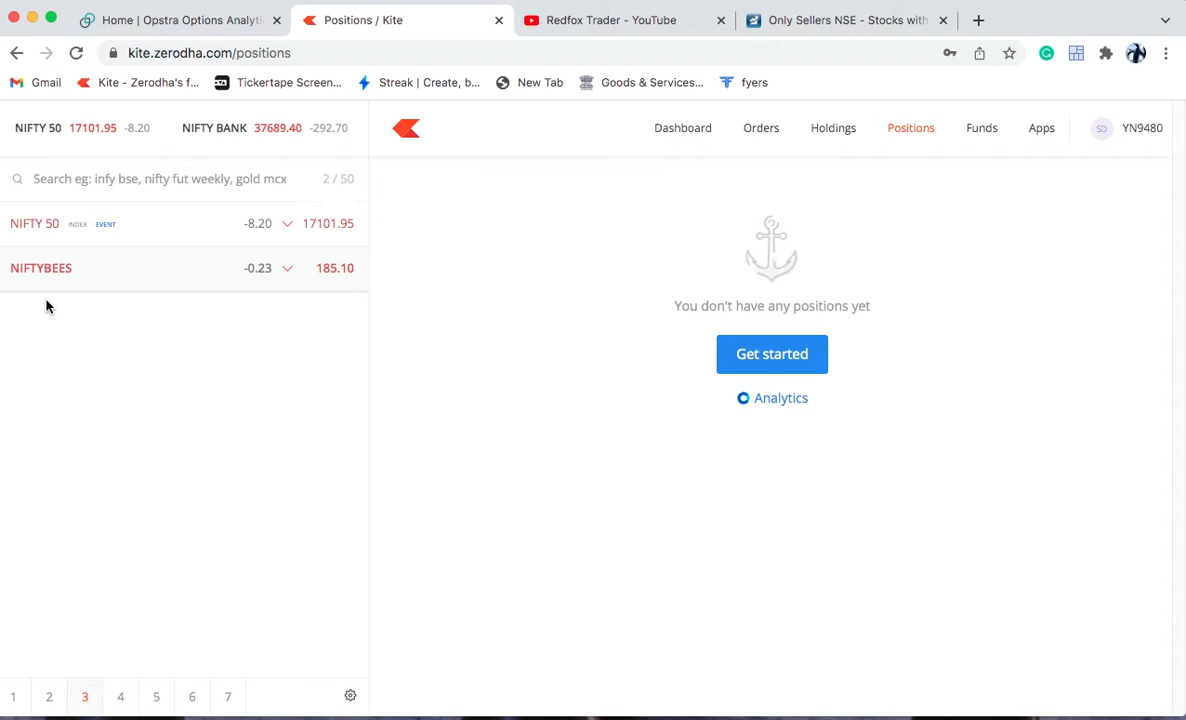 Home | Opstra Options Analyti
Positions / Kite
Redfox Trader - YouTube
Only Sellers NSE - Stocks with
kite.zerodha.com/positions
Gmail
Kite - Zerodha's f...
Tickertape Screen...
Streak | Create, b...
New Tab
Goods & Services...
fyers
NIFTY 50 17101.95 -8.20
NIFTY BANK 37689.40 -292.70
Dashboard
Orders
Holdings
Positions
Funds
Apps
SD YN9480
Search eg: infy bse, nifty fut weekly, gold mcx 2 / 50
NIFTY 50 INDEX EVENT -8.20 17101.95
NIFTYBEES -0.23 185.10
You don't have any positions yet
Get started
Analytics
1 2 3 4 5 6 7